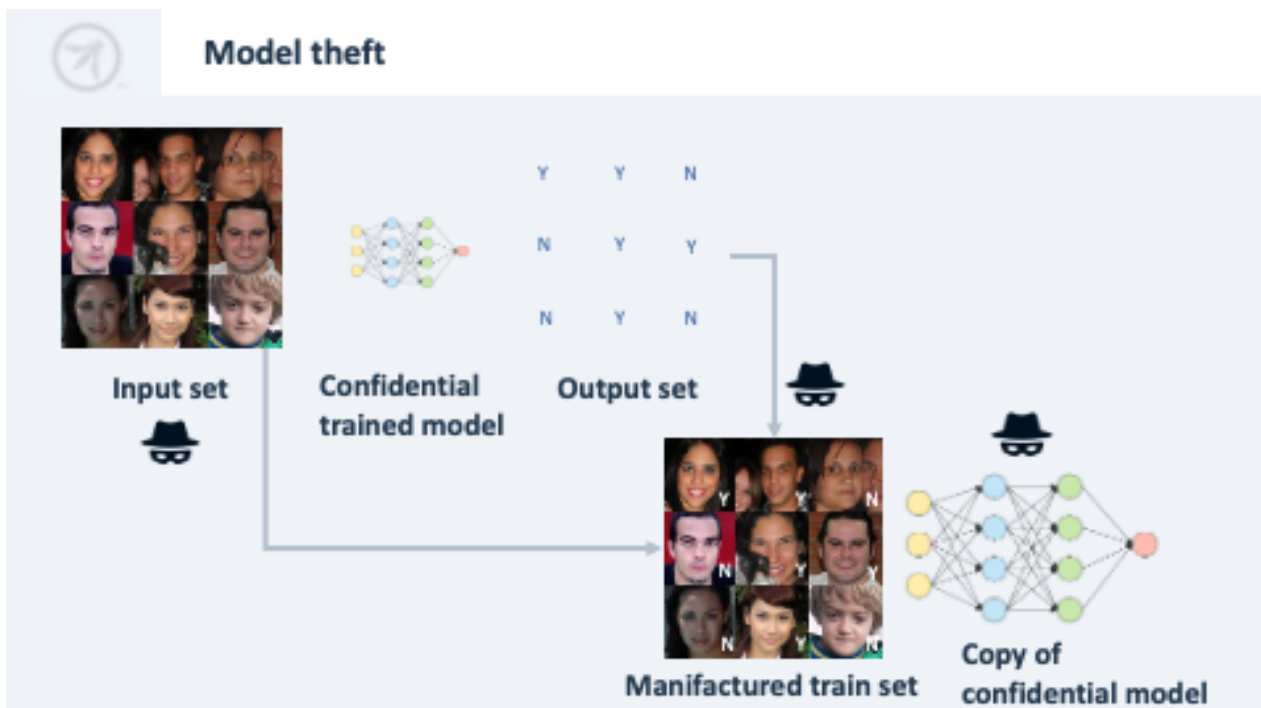 Model theft
Y Y N
N Y Y
N Y N
Input set
Confidential
trained model
Output set
Y Y N
N Y Y
N Y N
Manifactured train set
Copy of
confidential model